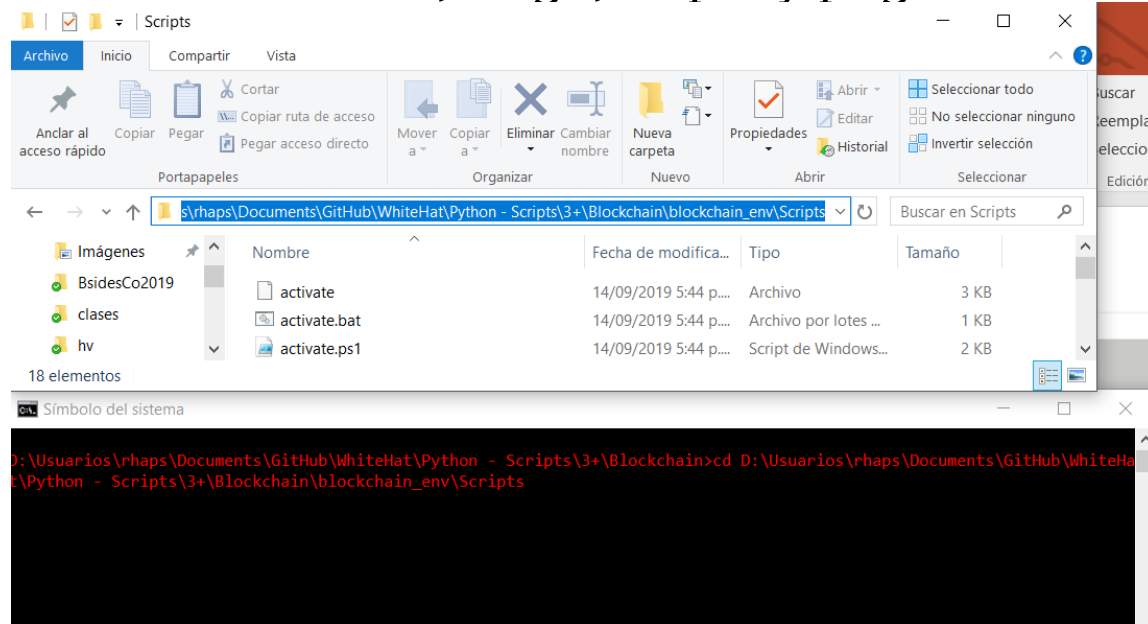 Scripts
Archivo Inicio Compartir Vista
Anclar al acceso rápido
Copiar
Pegar
Cortar
Copiar ruta de acceso
Pegar acceso directo
Portapapeles
Mover a
Copiar a
Eliminar
Cambiar nombre
Organizar
Nueva carpeta
Nuevo
Propiedades
Abrir
Editar
Historial
Abrir
Seleccionar todo
No seleccionar ninguno
Invertir selección
Seleccionar
uscar
eempla
eleccio
Edición
s\rhaps\Documents\GitHub\WhiteHat\Python - Scripts\3+\Blockchain\blockchain_env\Scripts
Buscar en Scripts
Imágenes
BsidesCo2019
clases
hv
Nombre Fecha de modifica... Tipo Tamaño
activate 14/09/2019 5:44 p.... Archivo 3 KB
activate.bat 14/09/2019 5:44 p.... Archivo por lotes ... 1 KB
activate.ps1 14/09/2019 5:44 p.... Script de Windows... 2 KB
18 elementos
C:\. Símbolo del sistema
D:\Usuarios\rhaps\Documents\GitHub\WhiteHat\Python - Scripts\3+\Blockchain>cd D:\Usuarios\rhaps\Documents\GitHub\WhiteHa
t\Python - Scripts\3+\Blockchain\blockchain_env\Scripts